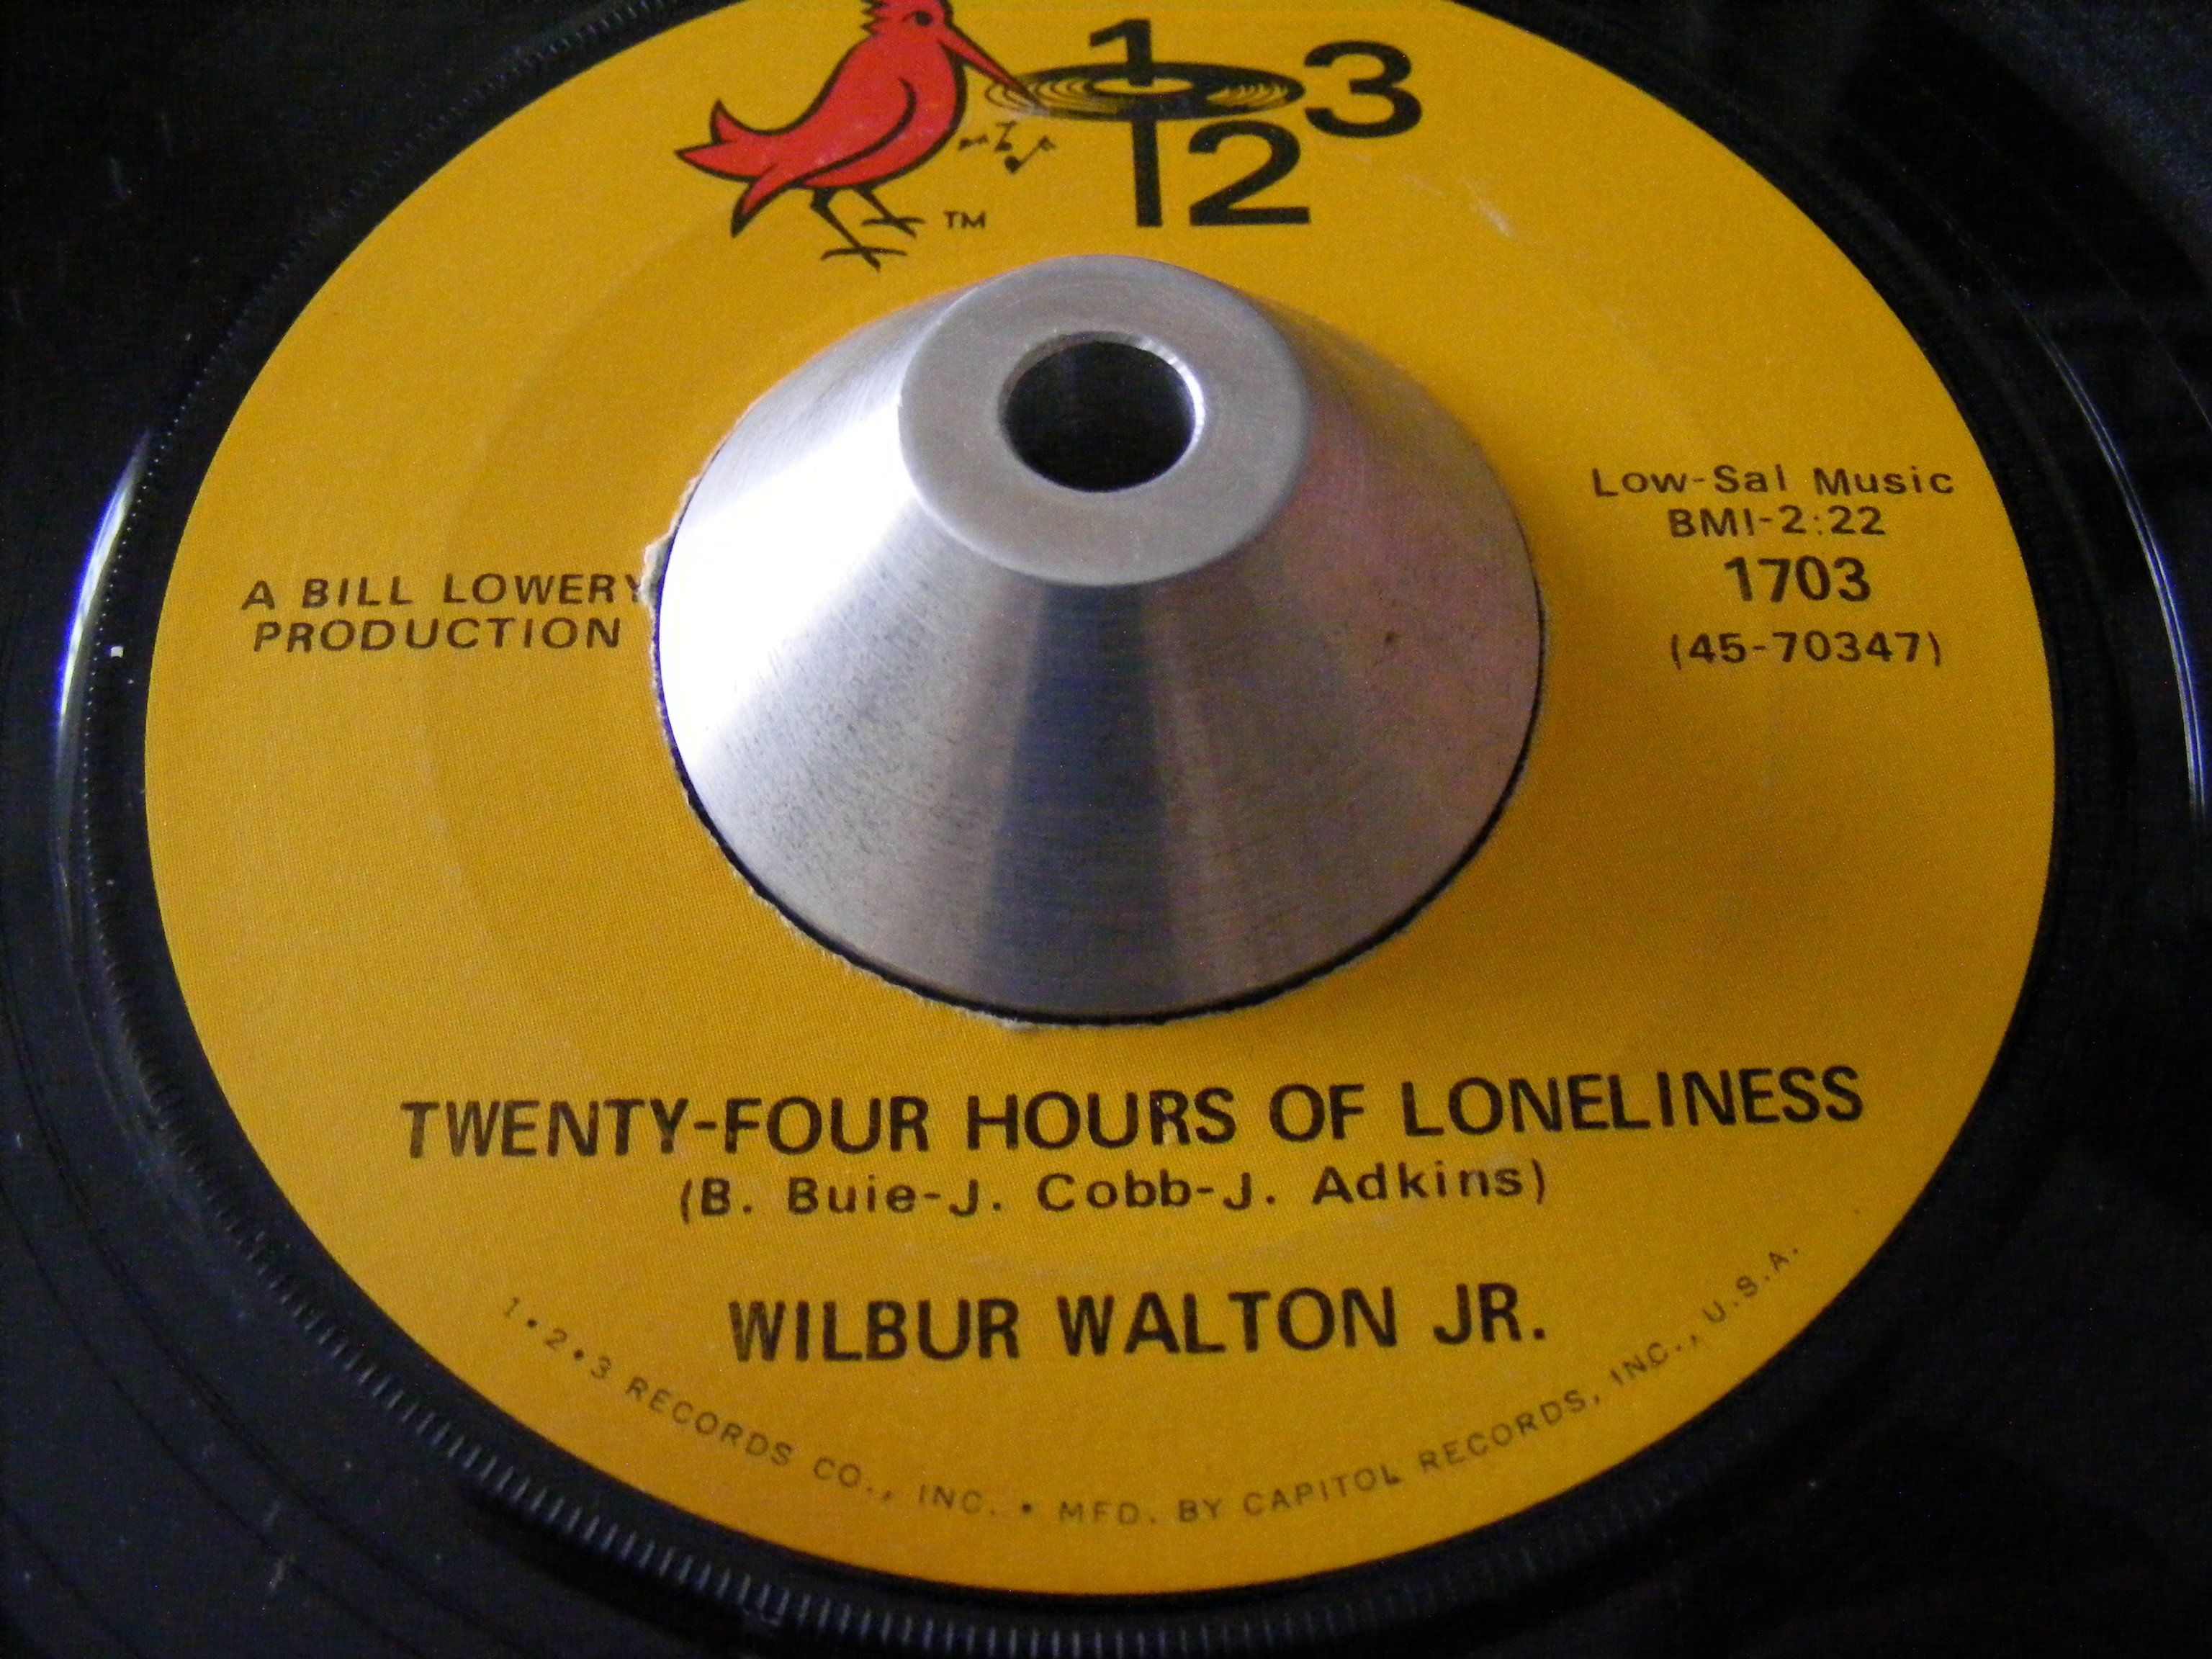 1 2 3
TM
Low-Sal Music
BMI-2:22
1703
(45-70347)
A BILL LOWERY
PRODUCTION
TWENTY-FOUR HOURS OF LONELINESS
(B. Buie-J. Cobb-J. Adkins)
WILBUR WALTON JR.
1•2•3 RECORDS CO., INC. • MFD. BY CAPITOL RECORDS, INC., U.S.A.